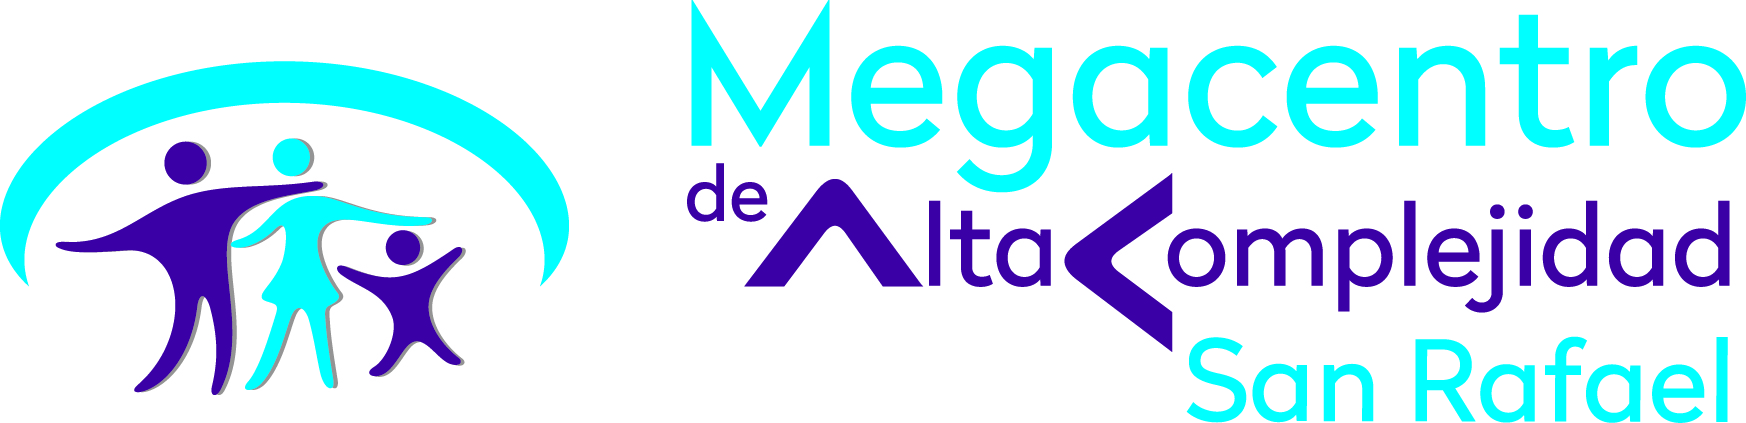 Megacentro
de Alta Complejidad
San Rafael